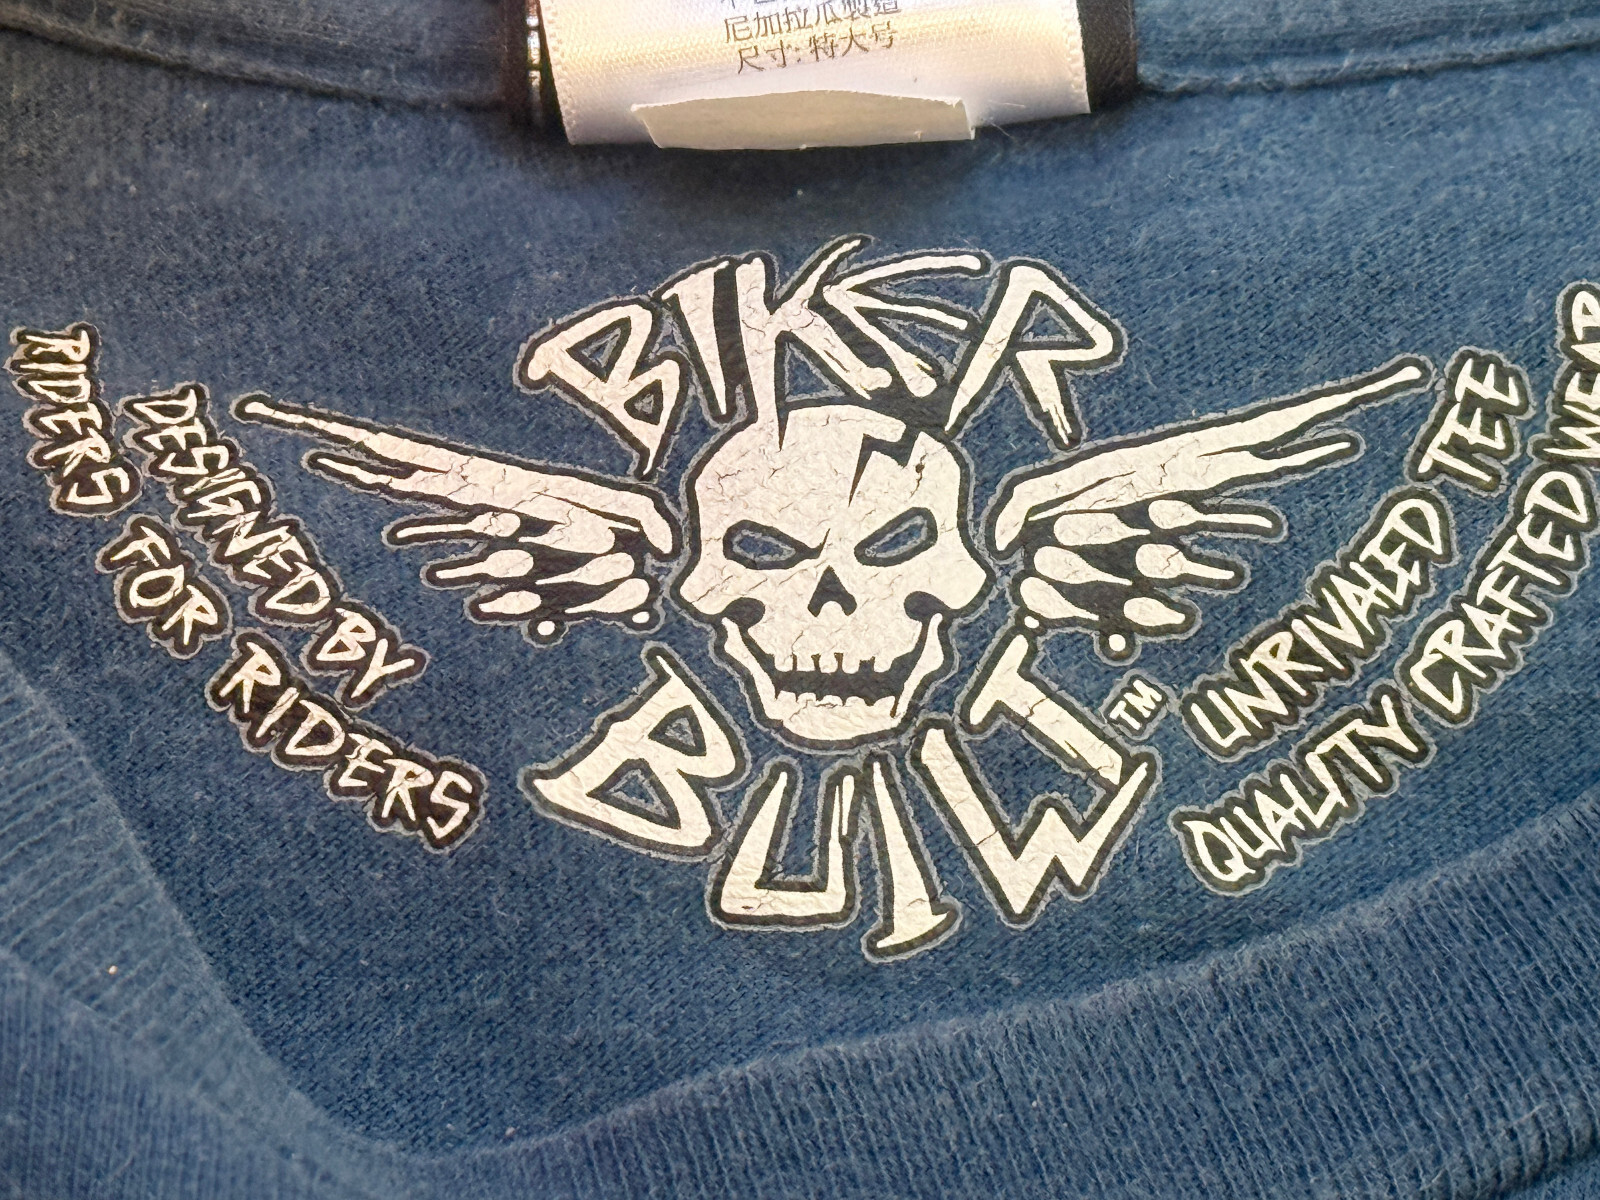 尼加拉瓜製造
尺寸: 特大号
BIKER
BUILT™
DESIGNED BY
RIDERS FOR RIDERS
UNRIVALED TEE
QUALITY CRAFTED WEAR